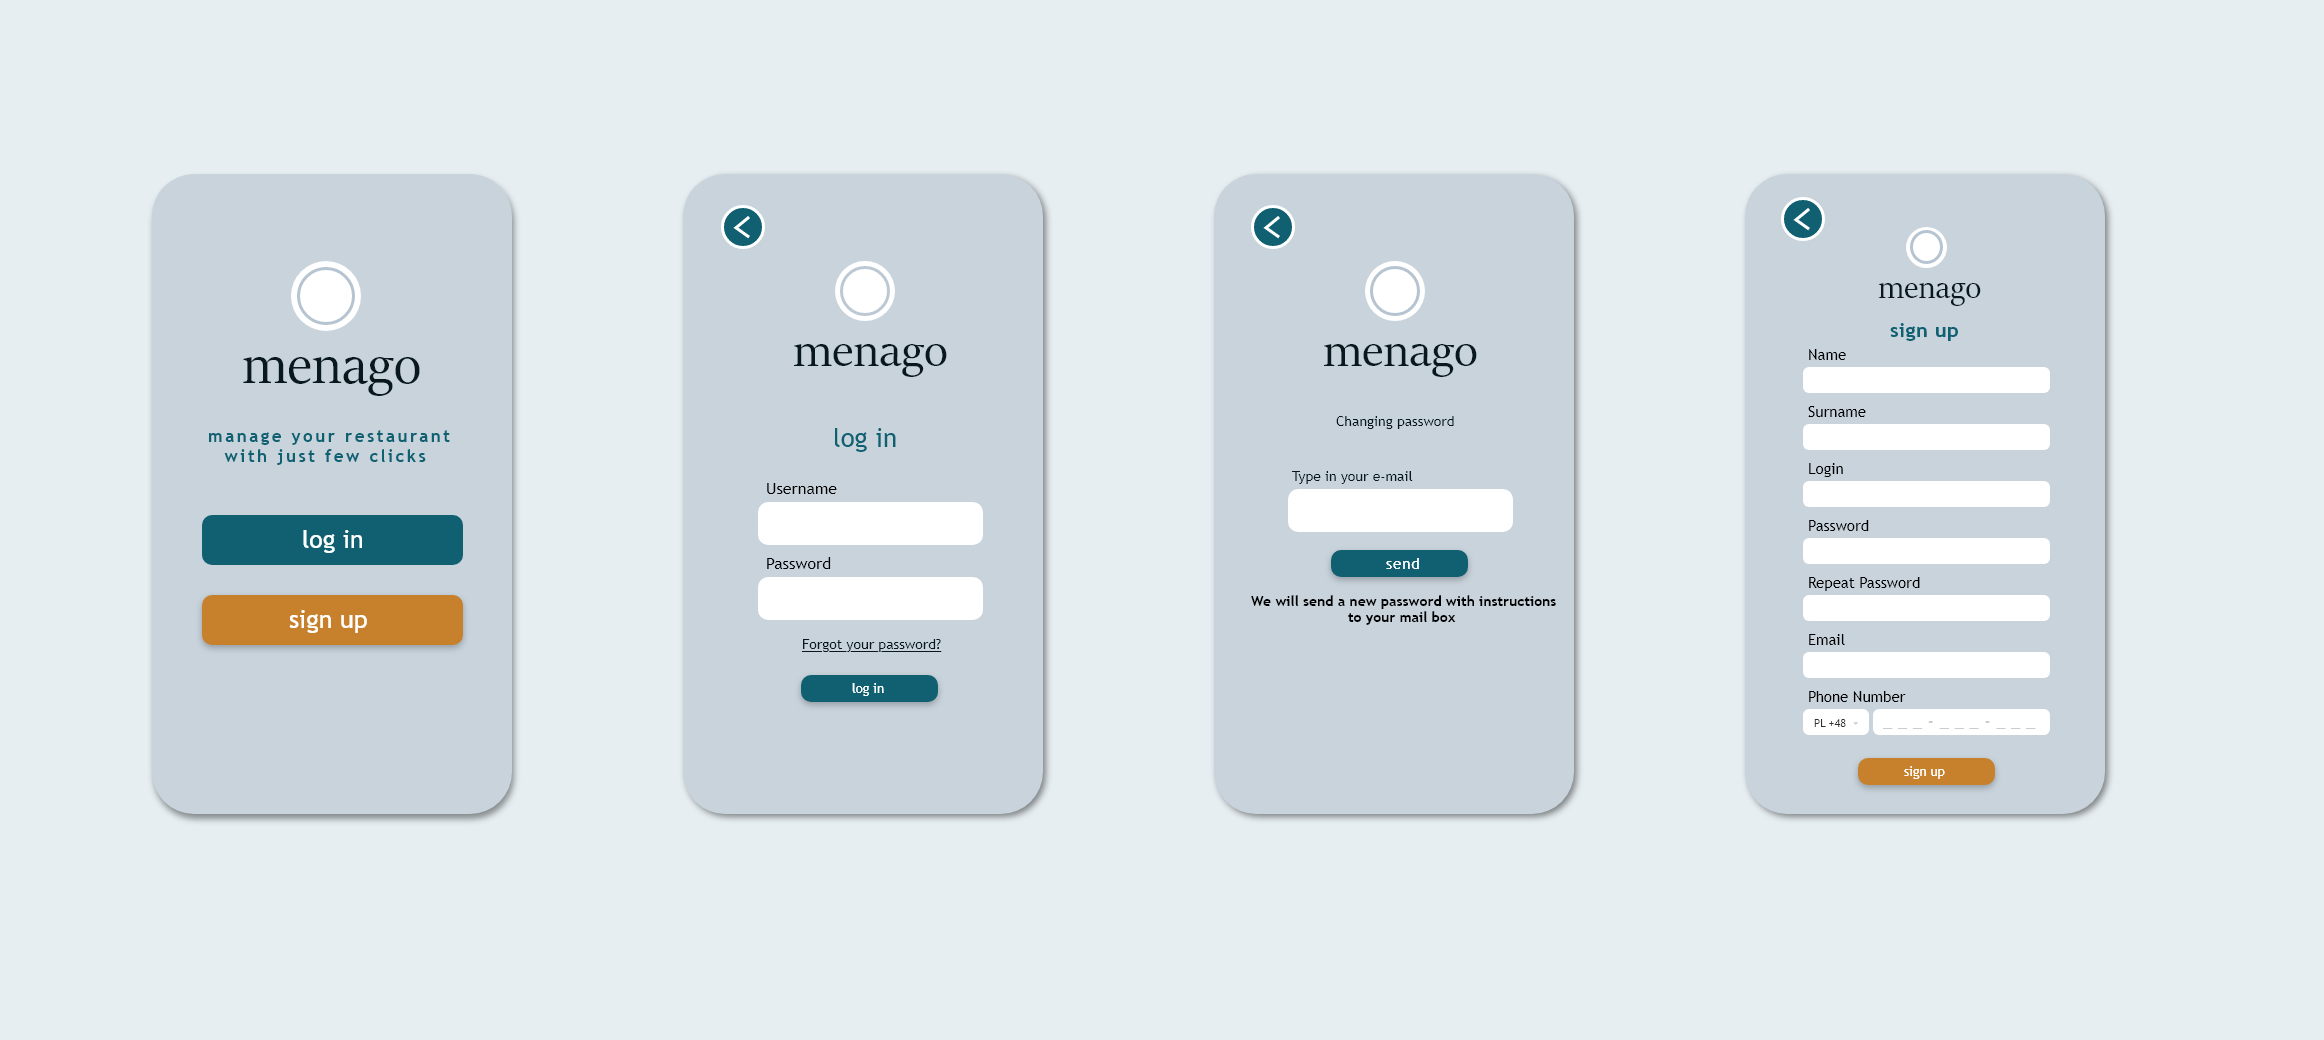 menago
manage your restaurant
with just few clicks
log in
sign up
menago
log in
Username
Password
Forgot your password?
log in
menago
Changing password
Type in your e-mail
send
We will send a new password with instructions
to your mail box
menago
sign up
Name
Surname
Login
Password
Repeat Password
Email
Phone Number
PL +48 _ _ _ - _ _ _ - _ _ _
sign up